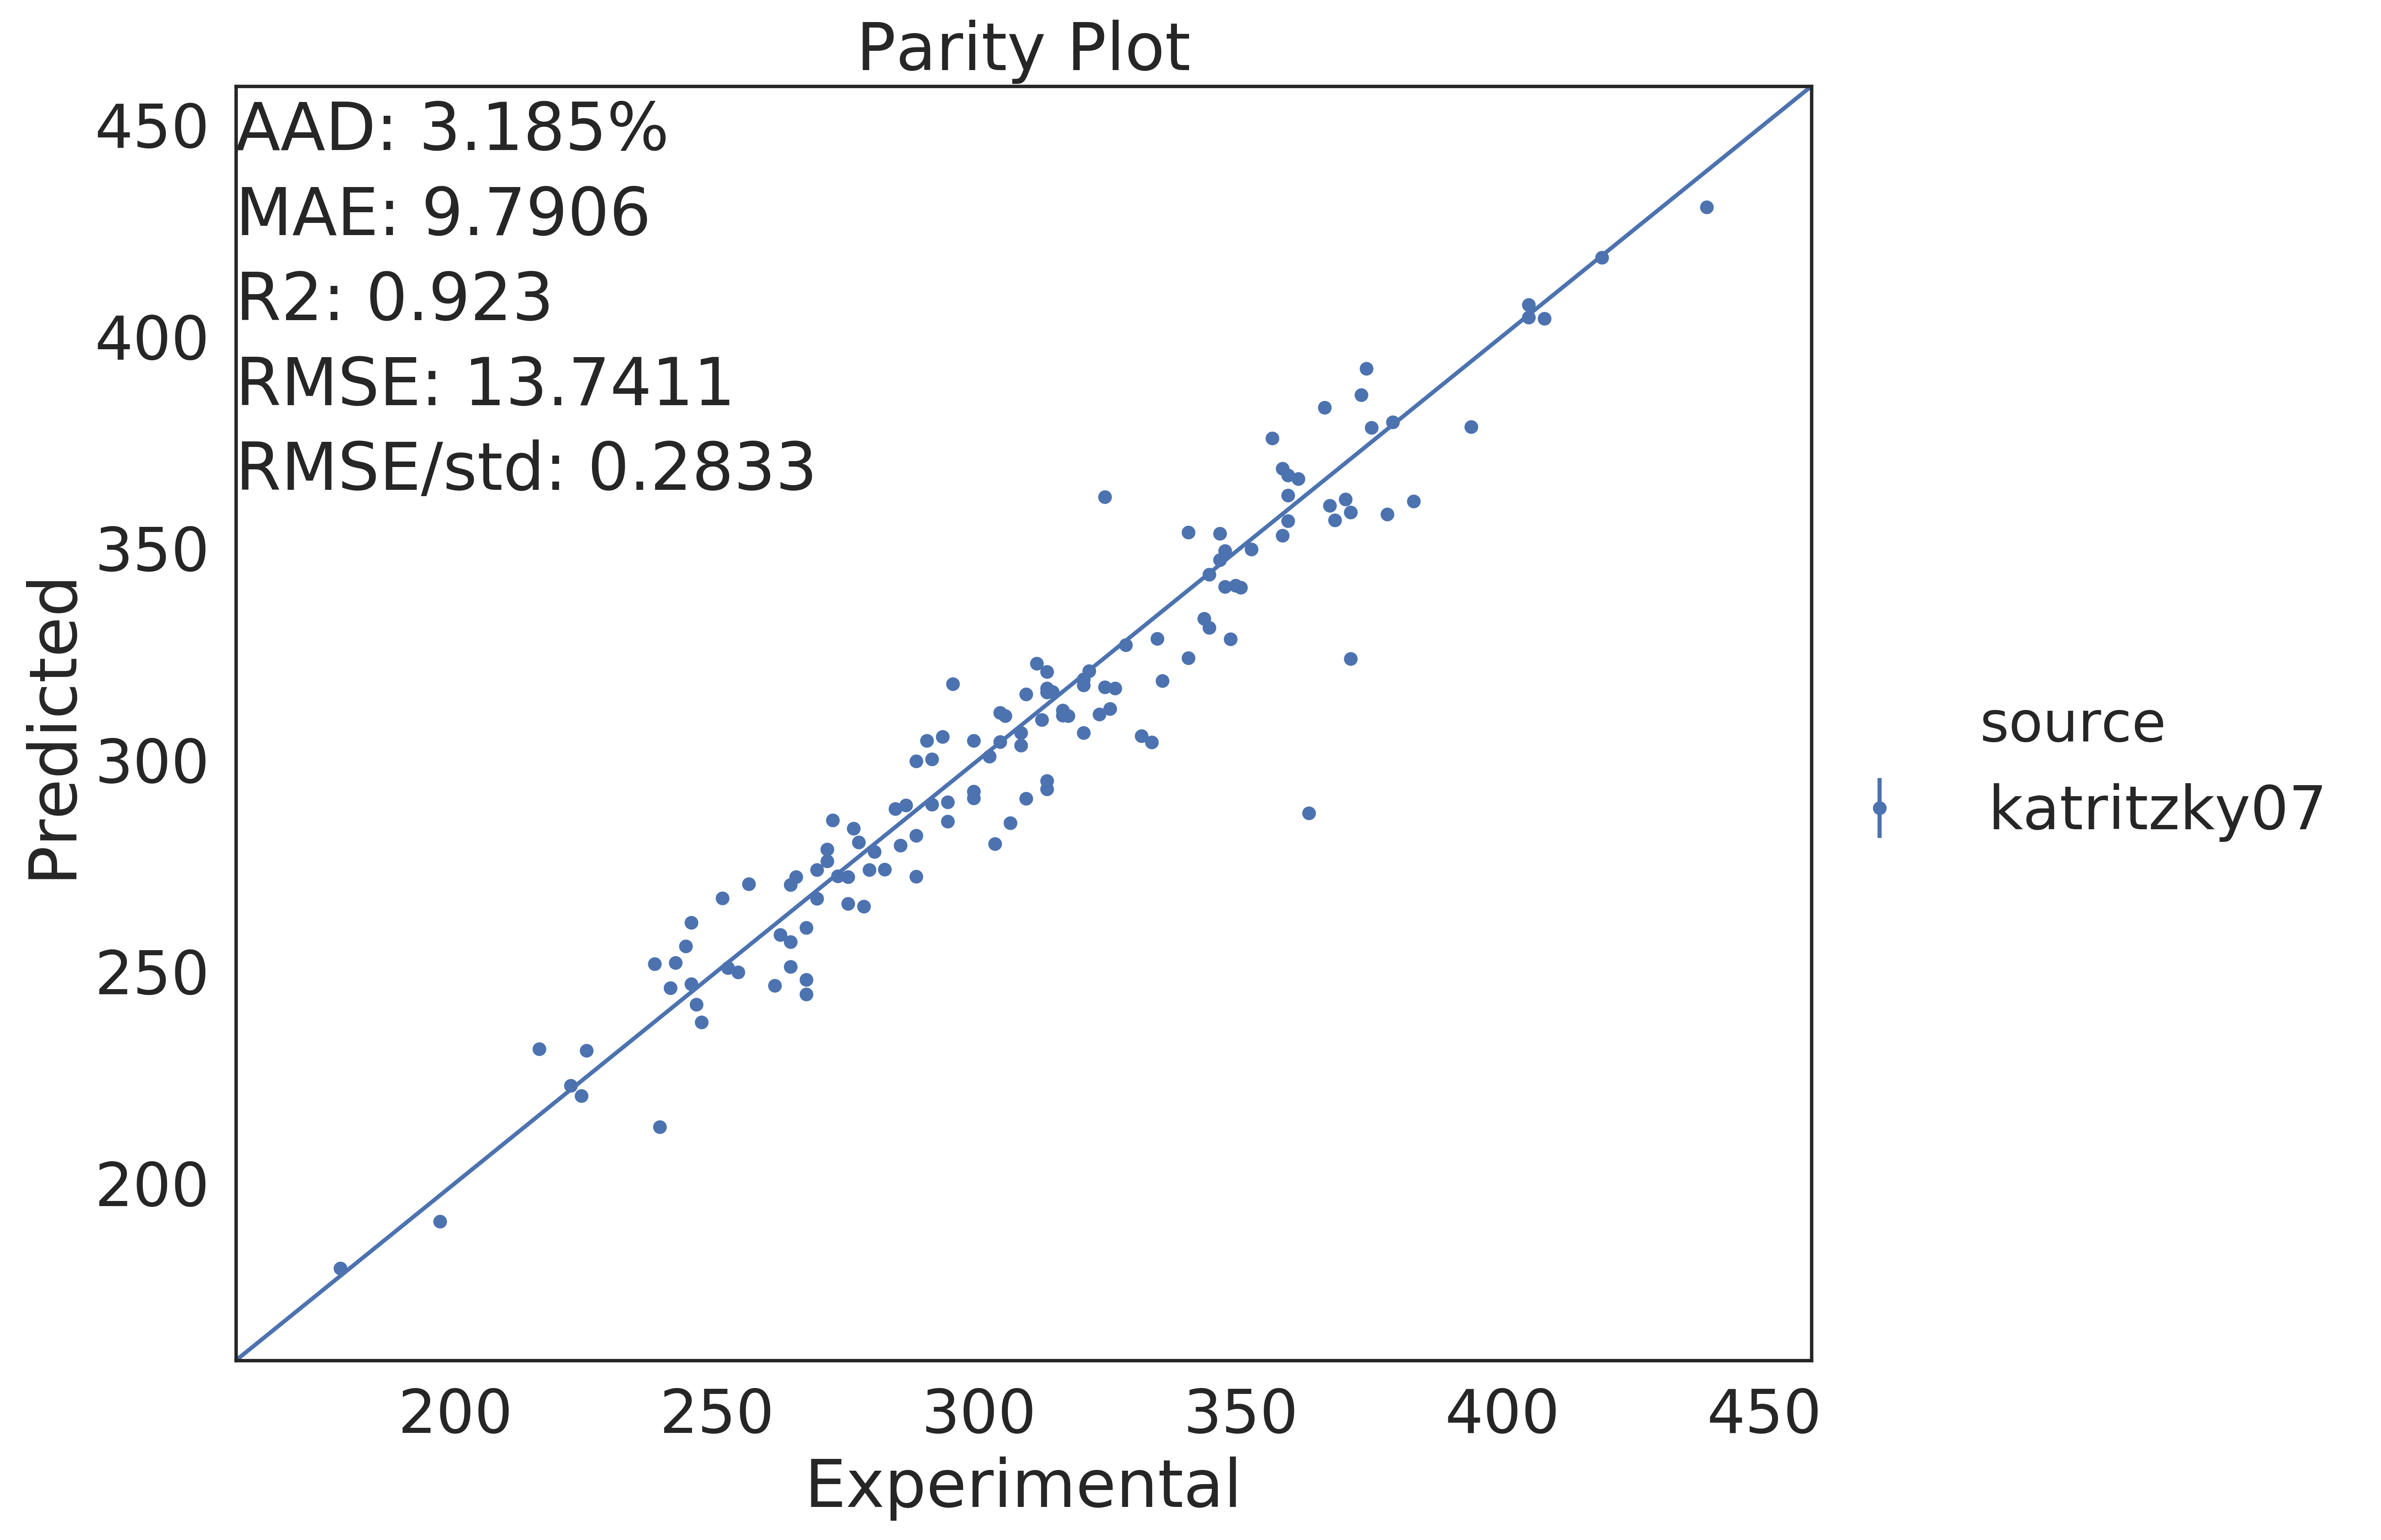 Parity Plot
AAD: 3.185%
MAE: 9.7906
R2: 0.923
RMSE: 13.7411
RMSE/std: 0.2833
450
400
350
300
250
200
Predicted
200 250 300 350 400 450
Experimental
source
katritzky07